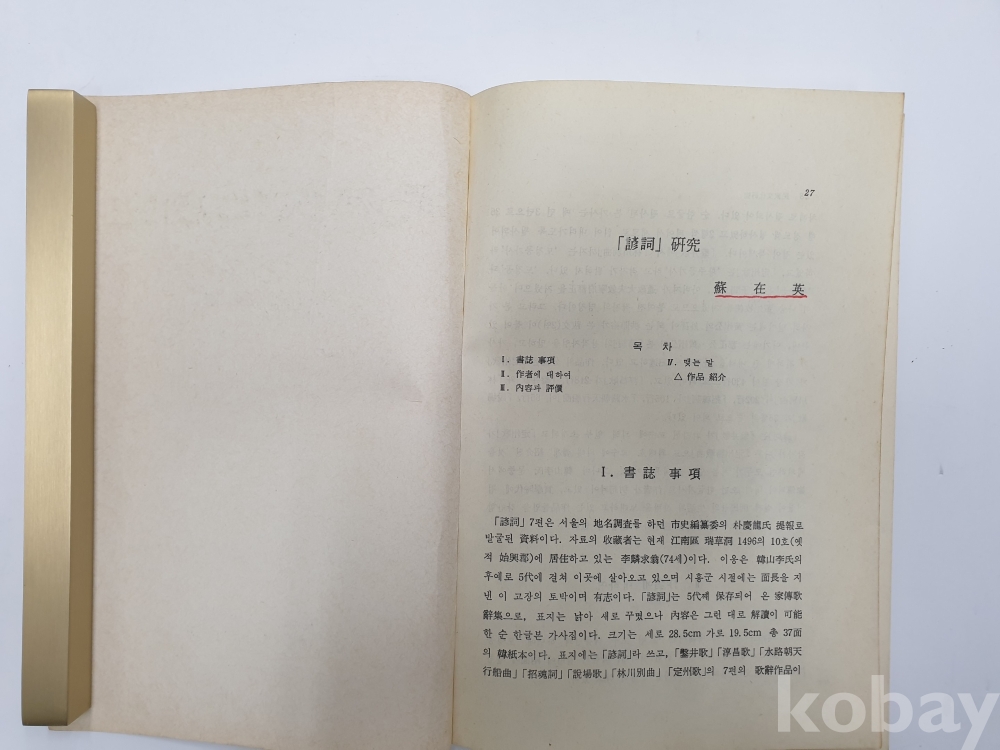 27
「諺詞」硏究
蘇 在 英
목 차
Ⅰ. 書誌 事項
Ⅱ. 作者에 대하여
Ⅲ. 內容과 評價
Ⅳ. 맺는 말
△ 作品 紹介
Ⅰ. 書誌 事項
「諺詞」7편은 서울의 地名調査를 하던 市史編纂委의 朴慶龍氏 提報로
발굴된 資料이다. 자료의 收藏者는 현재 江南區 瑞草洞 1496의 10호(옛
적 始興郡)에 居住하고 있는 李麟求翁(74세)이다. 이옹은 韓山李氏의
후예로 5代에 걸쳐 이곳에 살아오고 있으며 시흥군 시절에는 面長을 지
낸 이 고장의 토박이며 有志이다. 「諺詞」는 5代째 保存되어 온 家傳歌
辭集으로, 표지는 낡아 새로 꾸몄으나 內容은 그런 대로 解讀이 可能
한 순 한글본 가사집이다. 크기는 세로 28.5cm 가로 19.5cm 총 37面
의 韓紙本이다. 표지에는 「諺詞」라 쓰고, 「鑿井歌」「淳昌歌」「水路朝天
行船曲」「招魂詞」「說場歌」「林川別曲」「定州歌」의 7편의 歌辭作品이
kobay